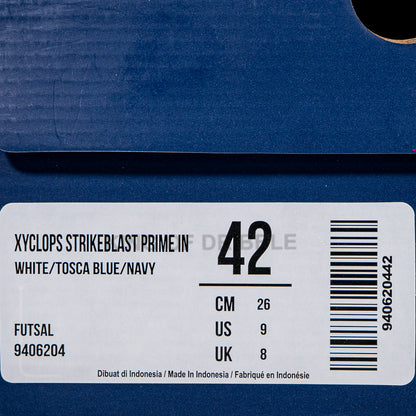 XYCLOPS STRIKEBLAST PRIME IN
WHITE/TOSCA BLUE/NAVY
FUTSAL
9406204
42
CM 26
US 9
UK 8
Dibuat di Indonesia / Made In Indonesia / Fabriqué en Indonésie
940620442